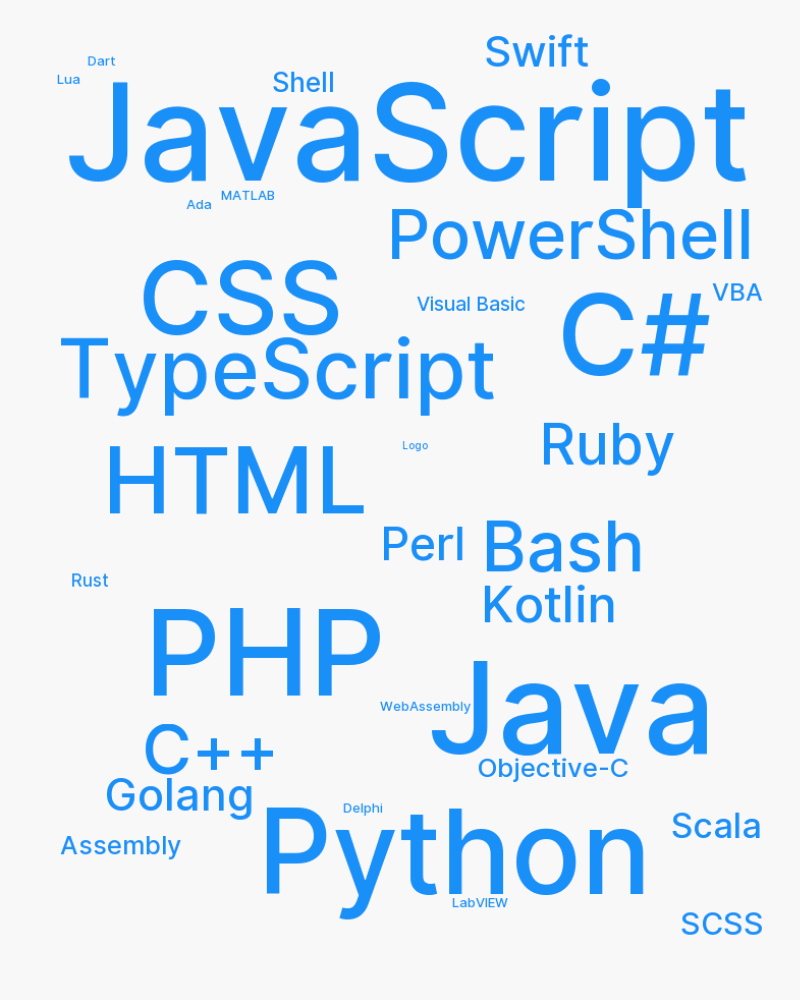 Swift
Dart
Lua
Shell
JavaScript
MATLAB
Ada
PowerShell
CSS
Visual Basic
VBA
C#
TypeScript
Logo
Ruby
HTML
Perl
Bash
Rust
Kotlin
PHP
WebAssembly
Java
C++
Objective-C
Golang
Delphi
Scala
Assembly
Python
LabVIEW
SCSS